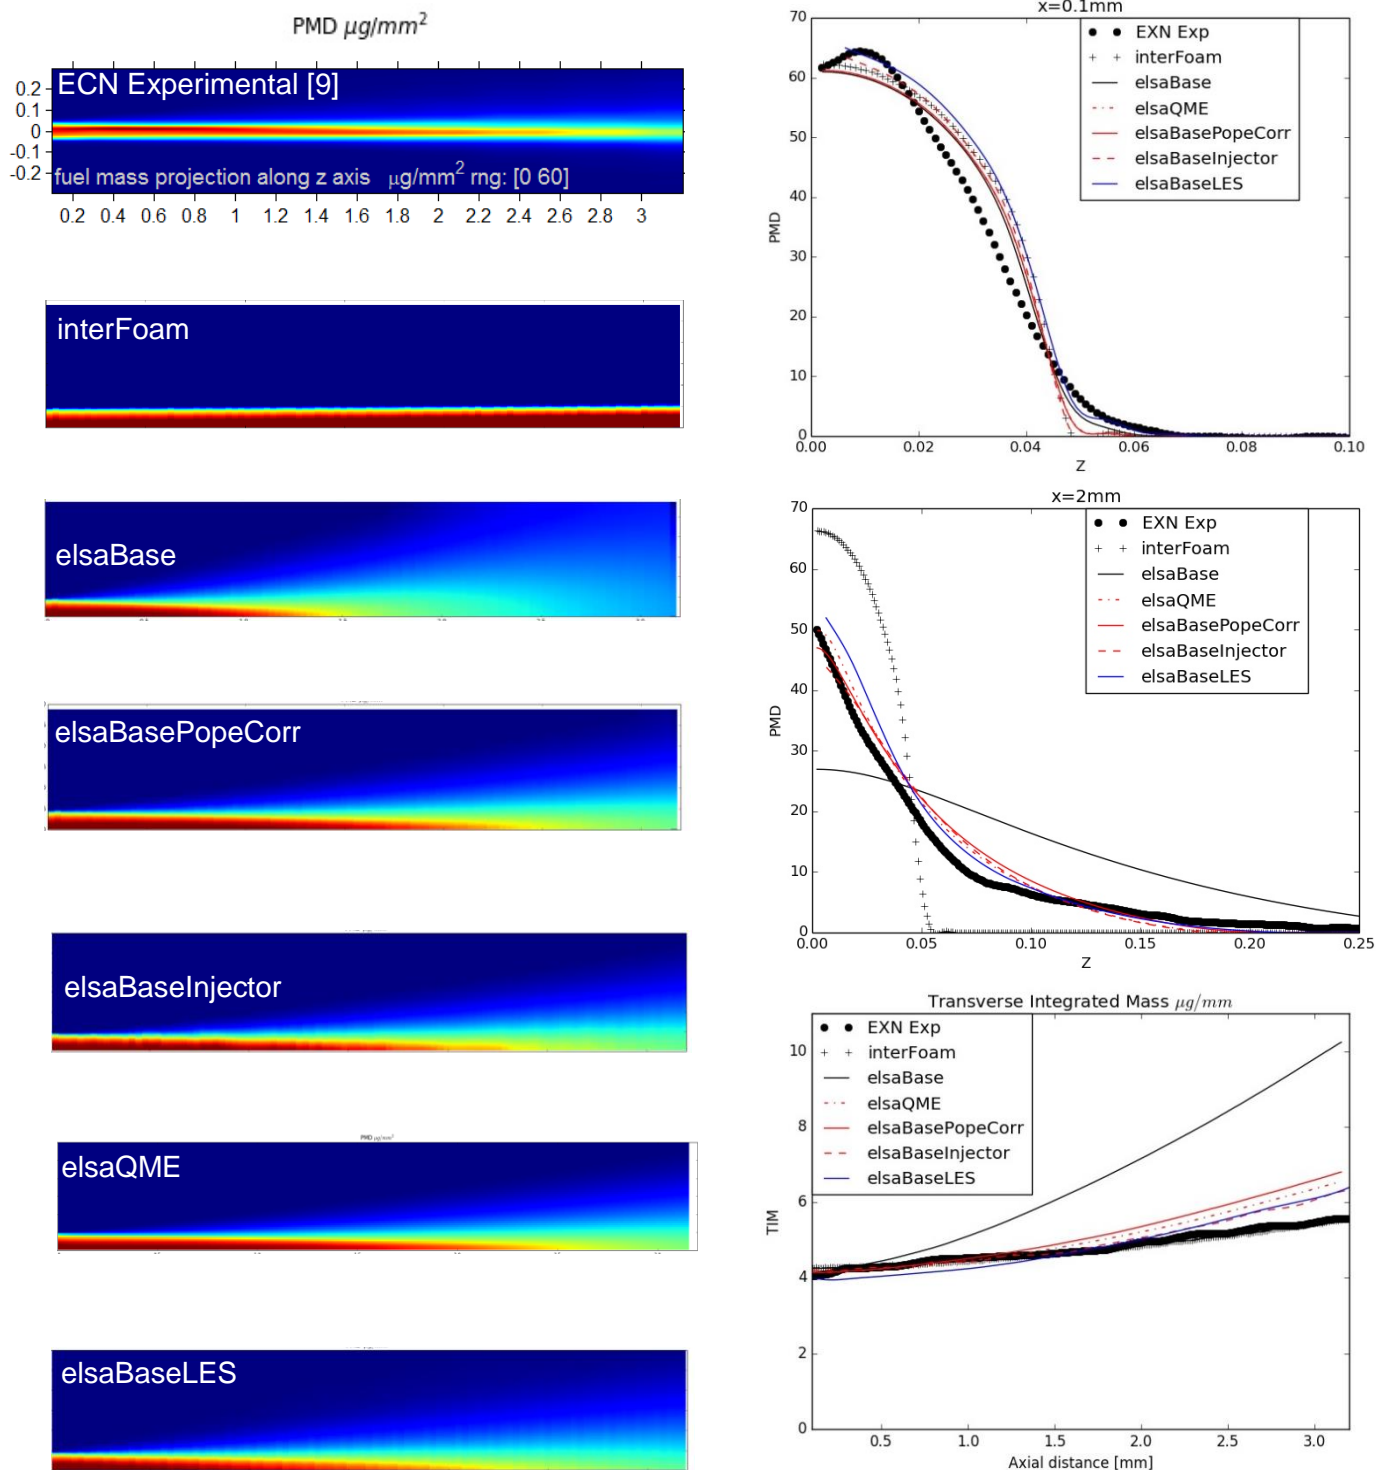 PMD μg/mm²
ECN Experimental [9]
0.2
0.1
0
-0.1
-0.2
fuel mass projection along z axis μg/mm² rng: [0 60]
0.2 0.4 0.6 0.8 1 1.2 1.4 1.6 1.8 2 2.2 2.4 2.6 2.8 3
interFoam
elsaBase
elsaBasePopeCorr
elsaBaseInjector
PMD μg/mm²
elsaQME
elsaBaseLES
x=0.1mm
70
60
50
40
30
20
10
0
PMD
EXN Exp
interFoam
elsaBase
elsaQME
elsaBasePopeCorr
elsaBaseInjector
elsaBaseLES
0.00 0.02 0.04 0.06 0.08 0.10
Z
x=2mm
70
60
50
40
30
20
10
0
PMD
EXN Exp
interFoam
elsaBase
elsaQME
elsaBasePopeCorr
elsaBaseInjector
elsaBaseLES
0.00 0.05 0.10 0.15 0.20 0.25
Z
Transverse Integrated Mass μg/mm
10
8
6
4
2
0
TIM
EXN Exp
interFoam
elsaBase
elsaQME
elsaBasePopeCorr
elsaBaseInjector
elsaBaseLES
0.5 1.0 1.5 2.0 2.5 3.0
Axial distance [mm]